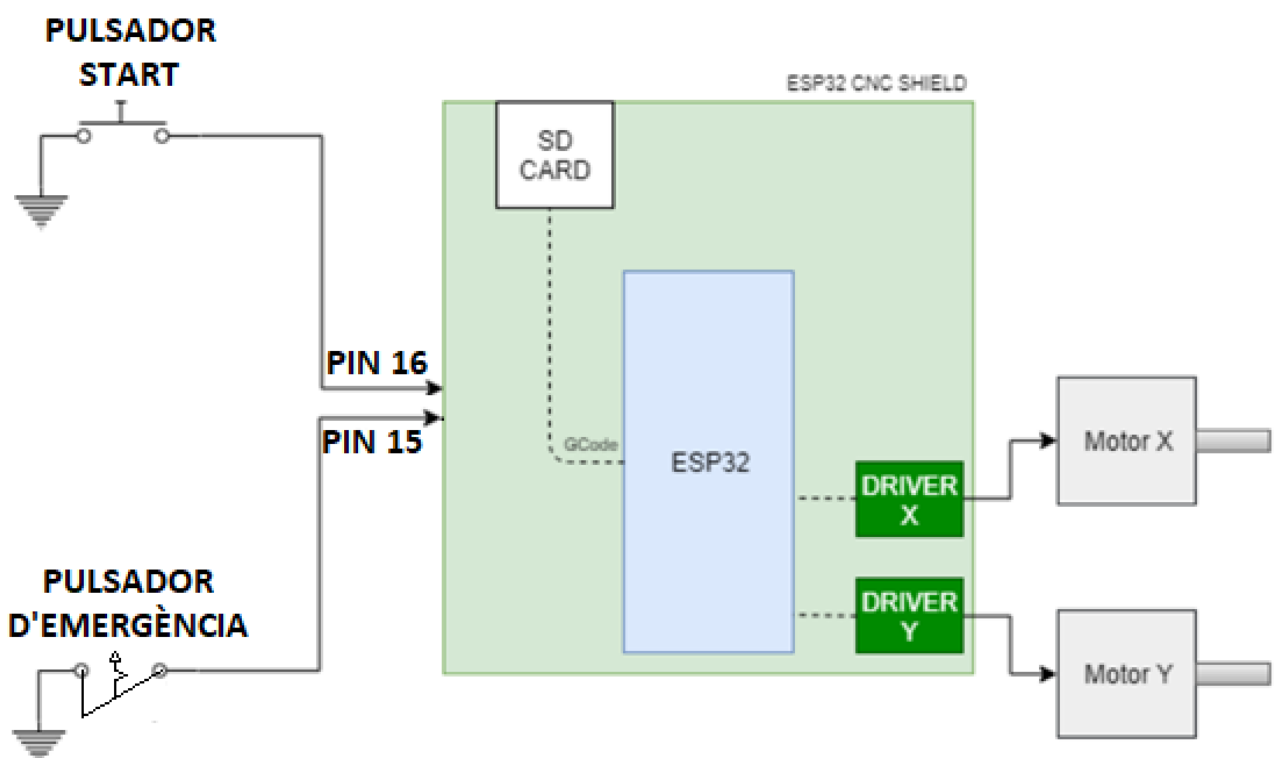 PULSADOR
START
ESP32 CNC SHIELD
SD
CARD
PIN 16
PIN 15
GCode
ESP32
DRIVER
X
Motor X
PULSADOR
D'EMERGÈNCIA
DRIVER
Y
Motor Y